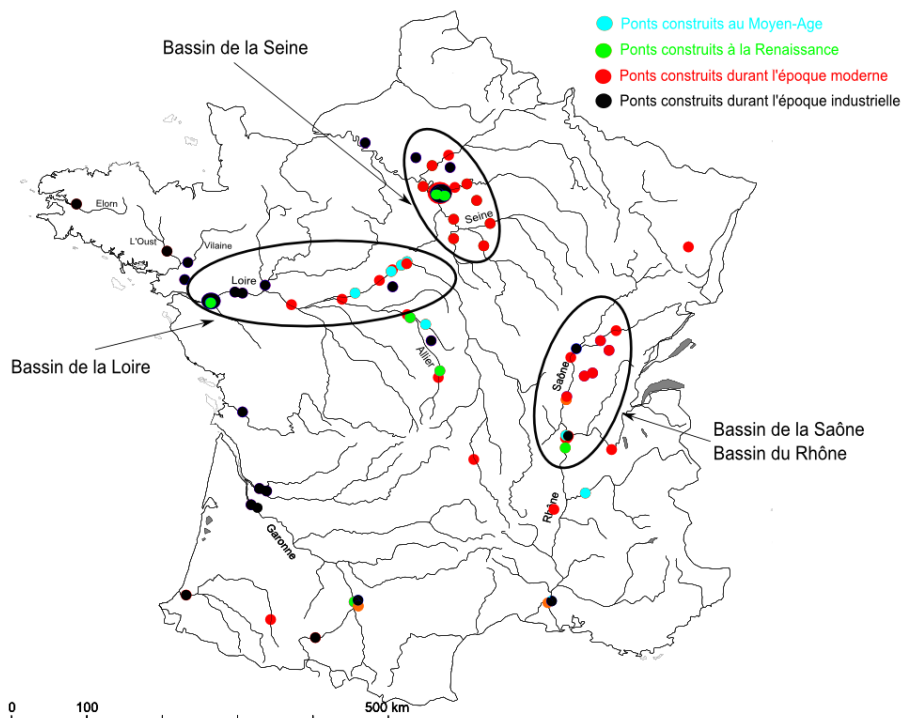 Ponts construits au Moyen-Age
Ponts construits à la Renaissance
Ponts construits durant l'époque moderne
Ponts construits durant l'époque industrielle
Bassin de la Seine
Elorn
Seine
L'Oust
Vilaine
Loire
Bassin de la Loire
Allier
Saône
Bassin de la Saône
Bassin du Rhône
Rhône
Garonne
0 100 500 km